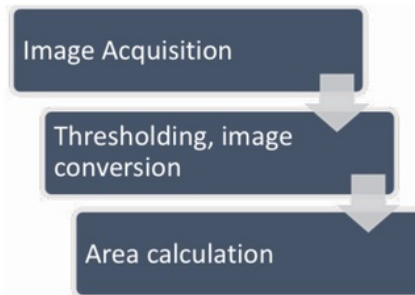 Image Acquisition
Thresholding, image
conversion
Area calculation